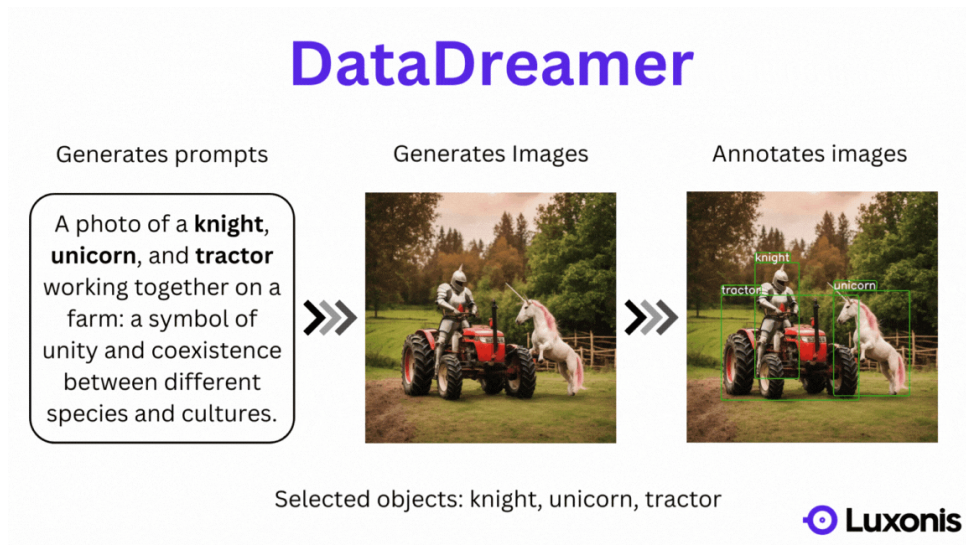 DataDreamer
Generates prompts
Generates Images
Annotates images
A photo of a knight,
unicorn, and tractor
working together on a
farm: a symbol of
unity and coexistence
between different
species and cultures.
knight
tractor
unicorn
Selected objects: knight, unicorn, tractor
Luxonis